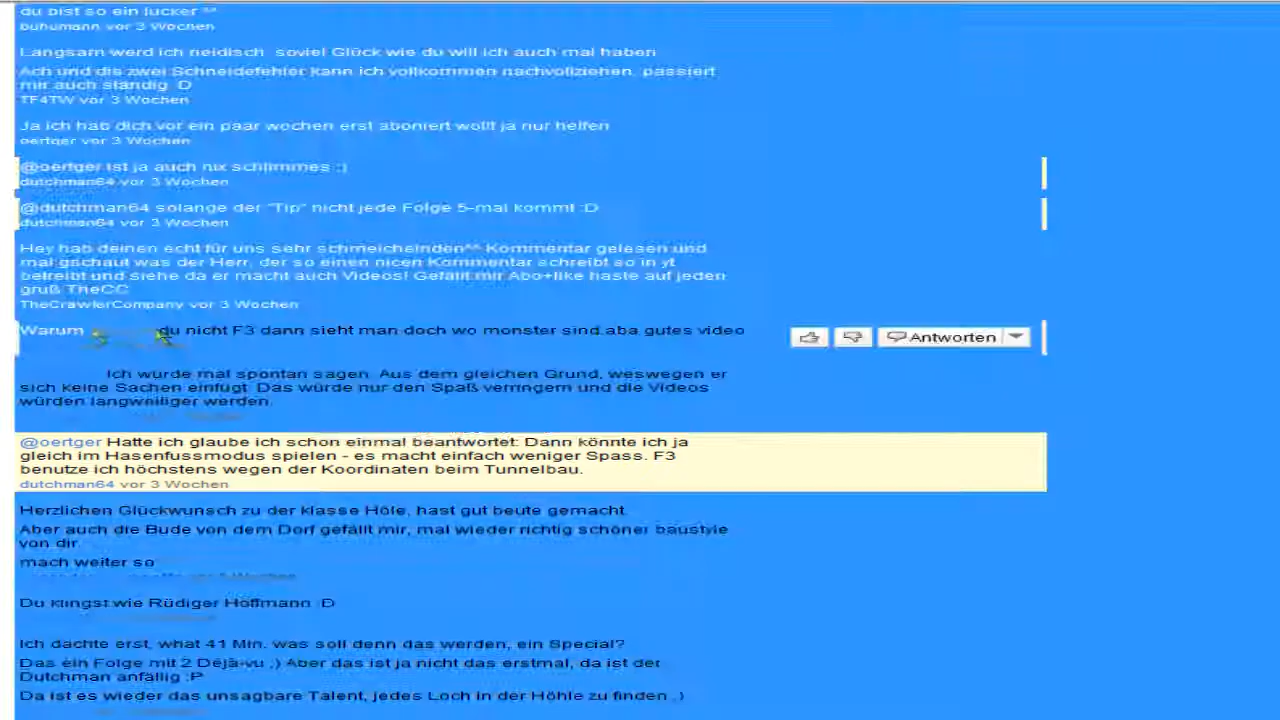 du bist so ein lucker ^^
buhumann vor 3 Wochen
Langsam werd ich neidisch soviel Glück wie du will ich auch mal haben
Ach und die zwei Schneidefehler kann ich vollkommen nachvollziehen, passiert
mir auch ständig :D
TF4TW vor 3 Wochen
Ja ich hab dich vor ein paar wochen erst aboniert wollt ja nur helfen
oertger vor 3 Wochen
@oertger ist ja auch nix schlimmes :)
dutchman64 vor 3 Wochen
@dutchman64 solange der "Tip" nicht jede Folge 5-mal kommt :D
dutchman64 vor 3 Wochen
Hey hab deinen echt für uns sehr schmeichelnden^^ Kommentar gelesen und
mal gschaut was der Herr, der so einen nicen Kommentar schreibt so in yt
betreibt und siehe da er macht auch Videos! Gefällt mir Abo+like haste auf jeden
gruß TheCC
TheCrawlerCompany vor 3 Wochen
Warum du nicht F3 dann sieht man doch wo monster sind.aba gutes video
Antworten
Ich würde mal spontan sagen: Aus dem gleichen Grund, weswegen er
sich keine Sachen einfügt. Das würde nur den Spaß verringern und die Videos
würden langweiliger werden.
@oertger Hatte ich glaube ich schon einmal beantwortet: Dann könnte ich ja
gleich im Hasenfussmodus spielen - es macht einfach weniger Spass. F3
benutze ich höchstens wegen der Koordinaten beim Tunnelbau.
dutchman64 vor 3 Wochen
Herzlichen Glückwunsch zu der klasse Höle, hast gut beute gemacht.
Aber auch die Bude von dem Dorf gefällt mir, mal wieder richtig schöner baustyle
von dir.
mach weiter so
vor 3 Wochen
Du klingst wie Rüdiger Hoffmann :D
Ich dachte erst, what 41 Min. was soll denn das werden, ein Special?
Das ein Folge mit 2 Déjà-vu ;) Aber das ist ja nicht das erstmal, da ist der
Dutchman anfällig :P
Da ist es wieder das unsagbare Talent, jedes Loch in der Höhle zu finden ;)